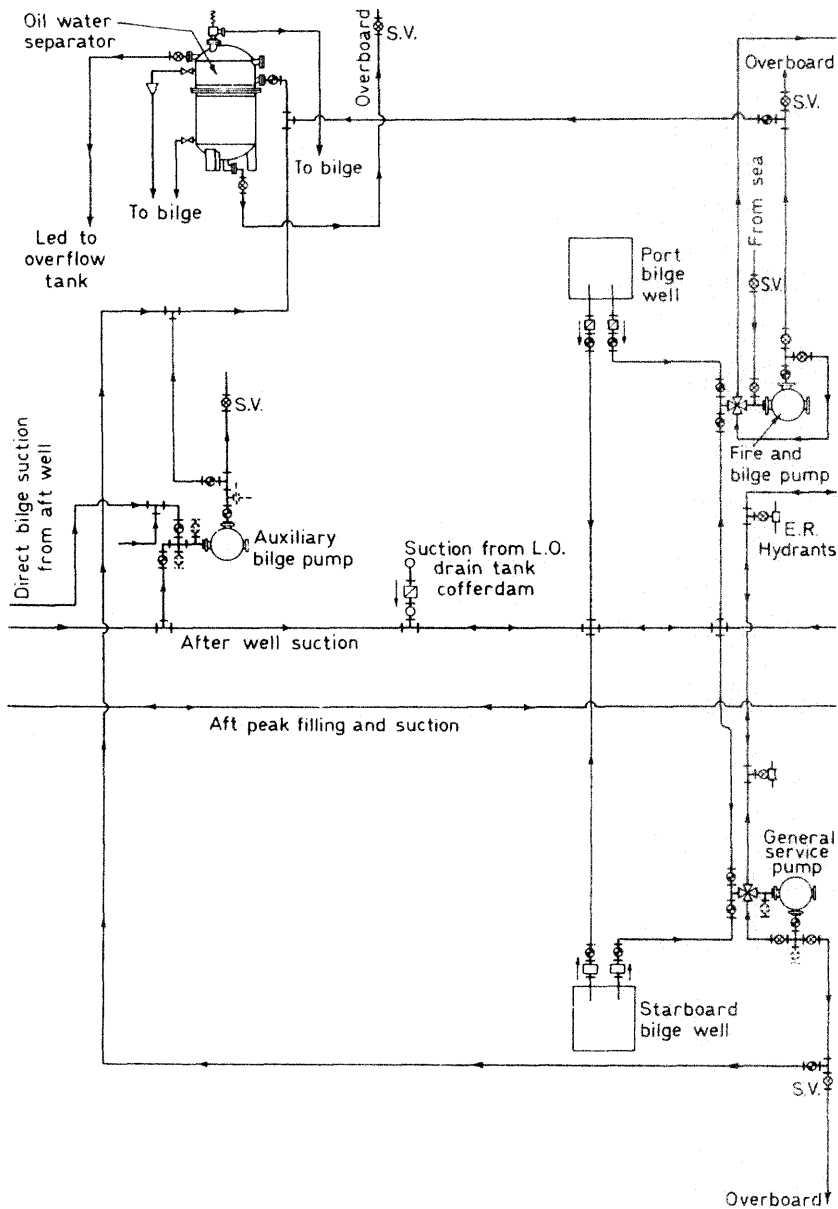 Oil water
separator
S.V.
Overboard
Overboard
S.V.
To bilge
From sea
To bilge
Led to
overflow
tank
Port
bilge
well
S.V.
S.V.
Fire and
bilge pump
Direct bilge suction
from aft well
Auxiliary
bilge pump
Suction from L.O.
drain tank
cofferdam
E.R.
Hydrants
After well suction
Aft peak filling and suction
General
service
pump
Starboard
bilge well
S.V.
Overboard